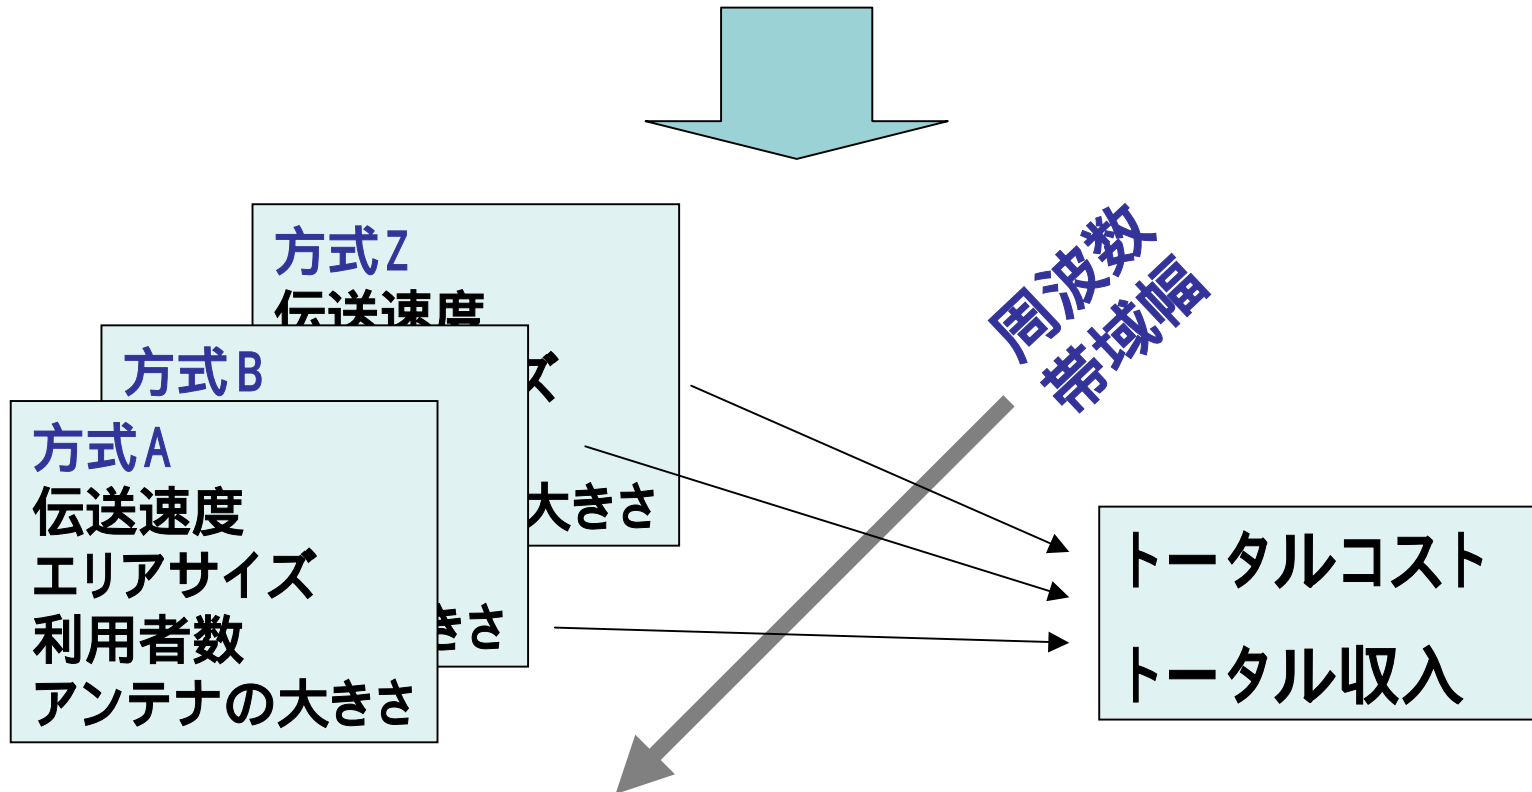 方式Z
伝送速度
ズ
大きさ
方式B
きさ
方式A
伝送速度
エリアサイズ
利用者数
アンテナの大きさ
周波数
帯域幅
トータルコスト
トータル収入